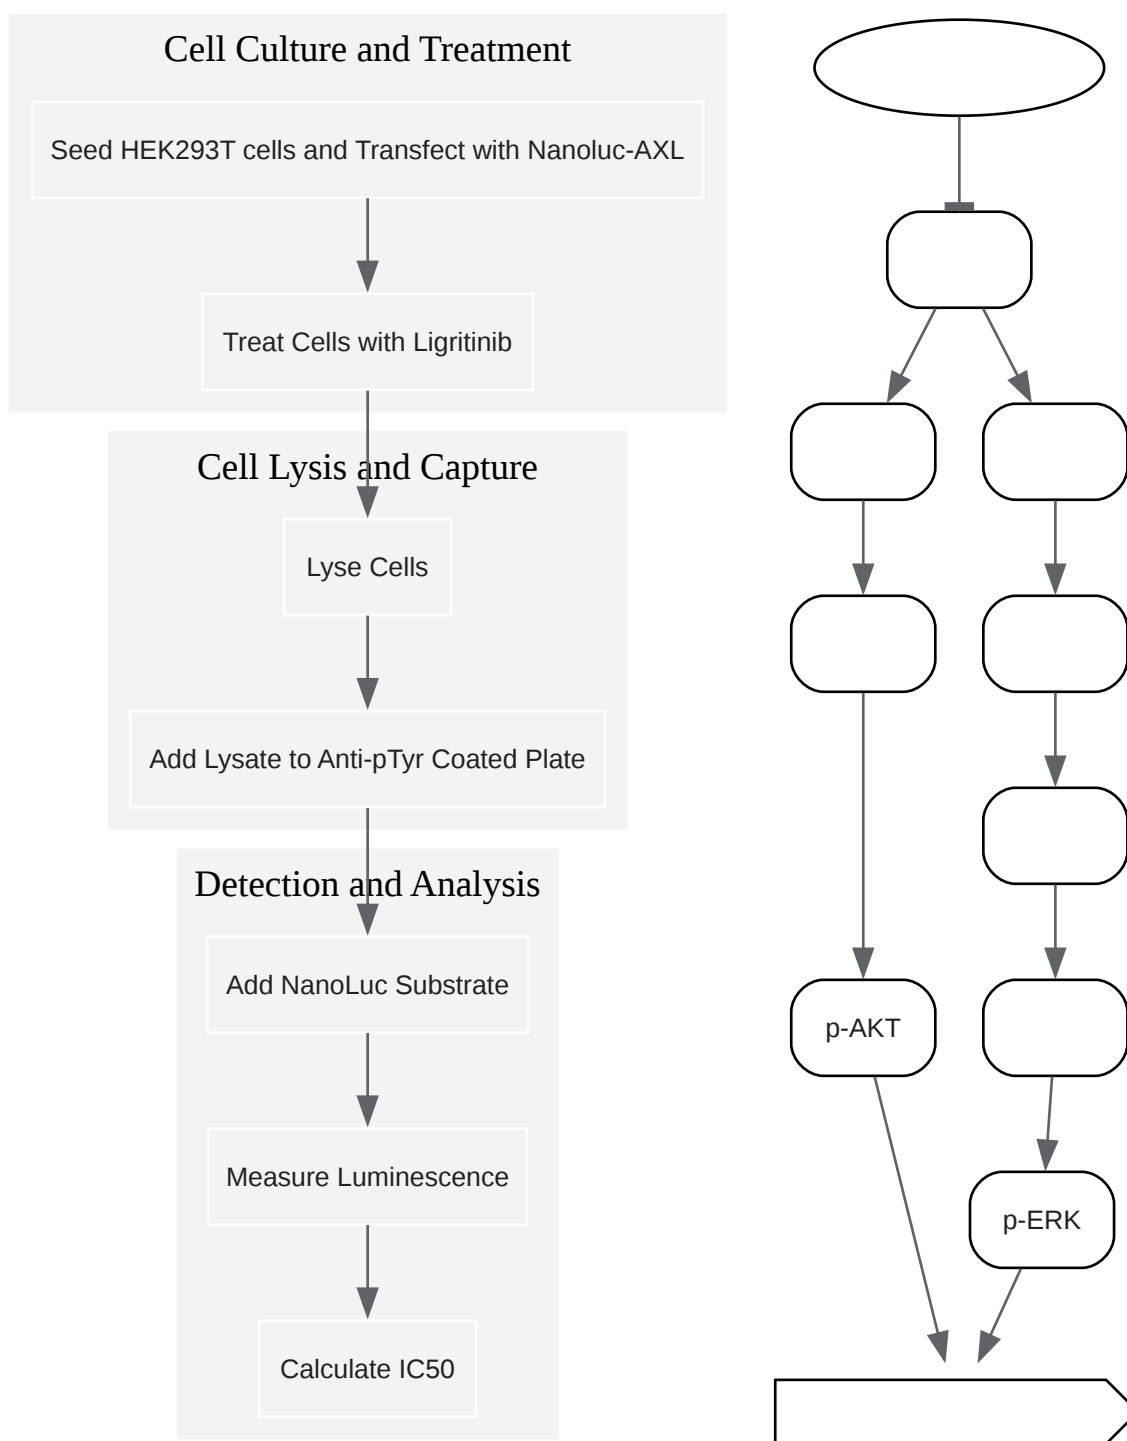 Cell Culture and Treatment
Seed HEK293T cells and Transfect with Nanoluc-AXL
Treat Cells with Ligritinib
Cell Lysis and Capture
Lyse Cells
Add Lysate to Anti-pTyr Coated Plate
Detection and Analysis
Add NanoLuc Substrate
Measure Luminescence
Calculate IC50
p-AKT
p-ERK